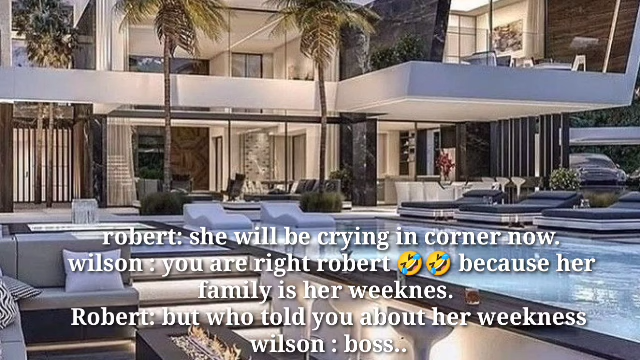 robert: she will be crying in corner now.
wilson : you are right robert 🤣🤣 because her
family is her weeknes.
Robert: but who told you about her weekness
wilson : boss..